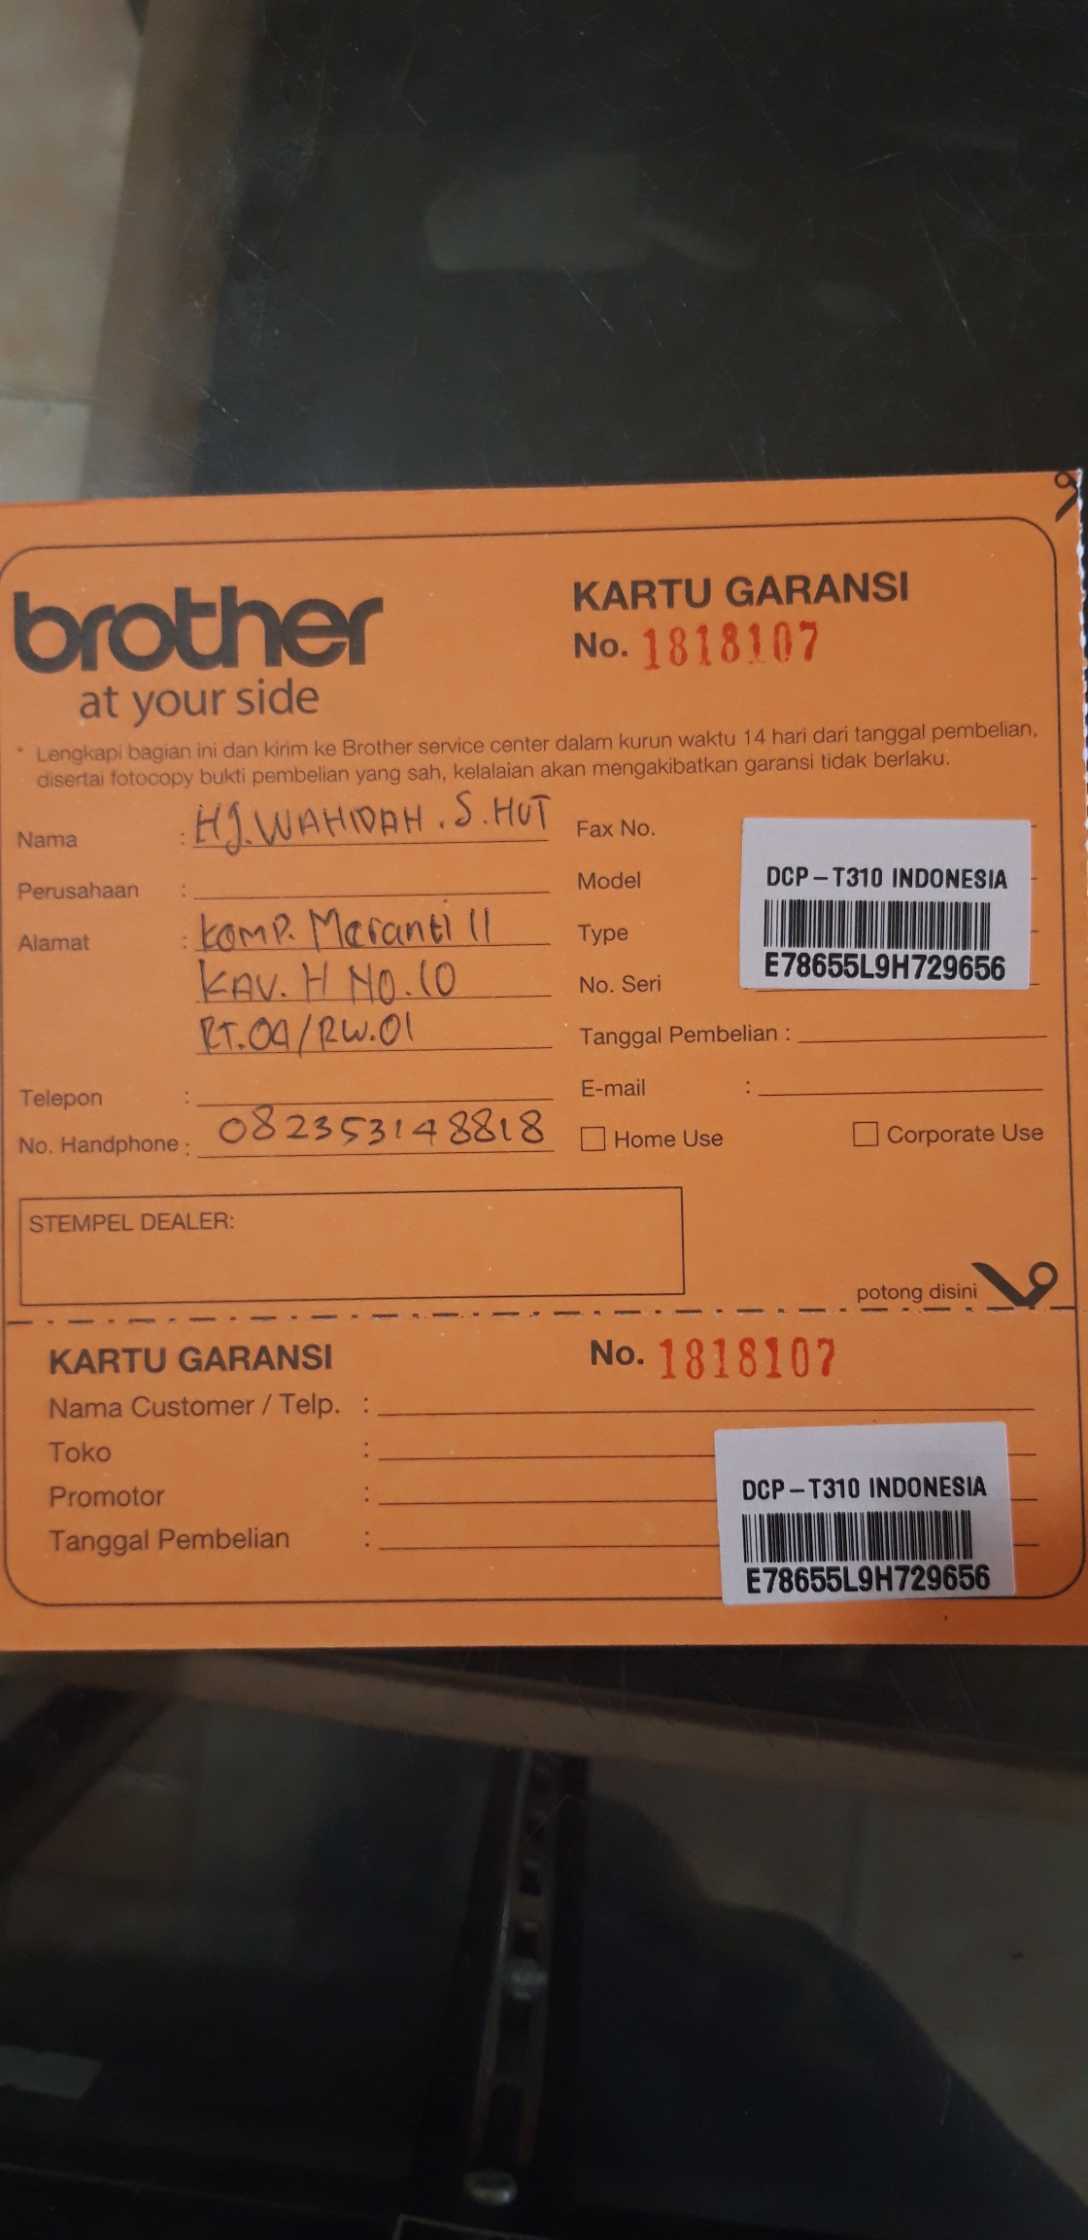 brother
at your side
KARTU GARANSI
No. 1818107
* Lengkapi bagian ini dan kirim ke Brother service center dalam kurun waktu 14 hari dari tanggal pembelian,
disertai fotocopy bukti pembelian yang sah, kelalaian akan mengakibatkan garansi tidak berlaku.
Nama : HJ. WAHIDAH. S. HUT
Perusahaan :
Alamat : KOMP. Meranti II
KAV. H NO. 10
RT.09/RW.01
Telepon :
No. Handphone : 082353148818
Fax No.
Model
Type
No. Seri
DCP-T310 INDONESIA
E78655L9H729656
Tanggal Pembelian :
E-mail :
Home Use
Corporate Use
STEMPEL DEALER:
potong disini
KARTU GARANSI
No. 1818107
Nama Customer / Telp. :
Toko :
Promotor :
Tanggal Pembelian :
DCP-T310 INDONESIA
E78655L9H729656